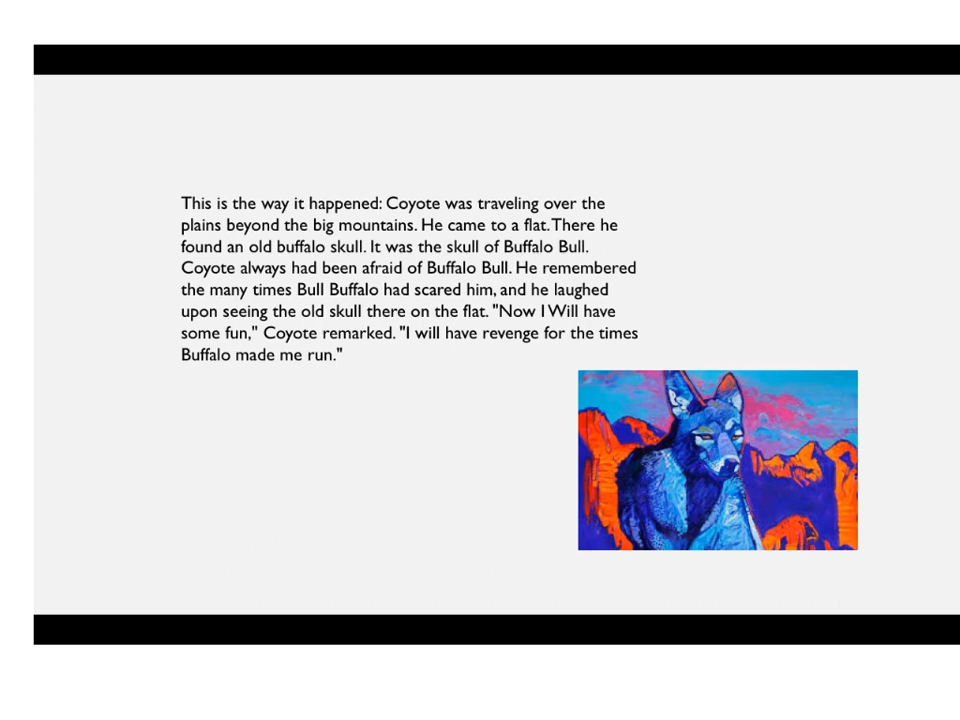 This is the way it happened: Coyote was traveling over the
plains beyond the big mountains. He came to a flat. There he
found an old buffalo skull. It was the skull of Buffalo Bull.
Coyote always had been afraid of Buffalo Bull. He remembered
the many times Bull Buffalo had scared him, and he laughed
upon seeing the old skull there on the flat. "Now I Will have
some fun," Coyote remarked. "I will have revenge for the times
Buffalo made me run."